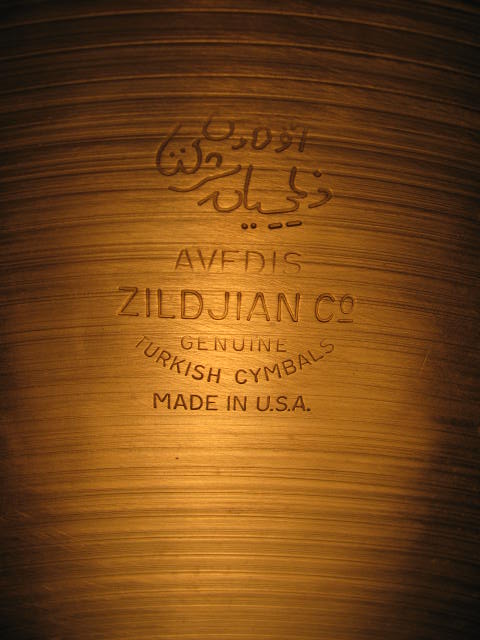 AVEDIS
ZILDJIAN CO
GENUINE
TURKISH CYMBALS
MADE IN U.S.A.